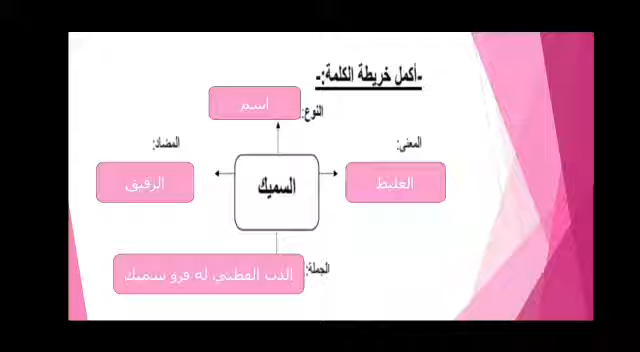 -أكمل خريطة الكلمة:-
اسم
النوع:
المعنى:
المضاد:
الغليظ
السميك
الرقيق
الجملة:
الدب القطبي له فرو سميك